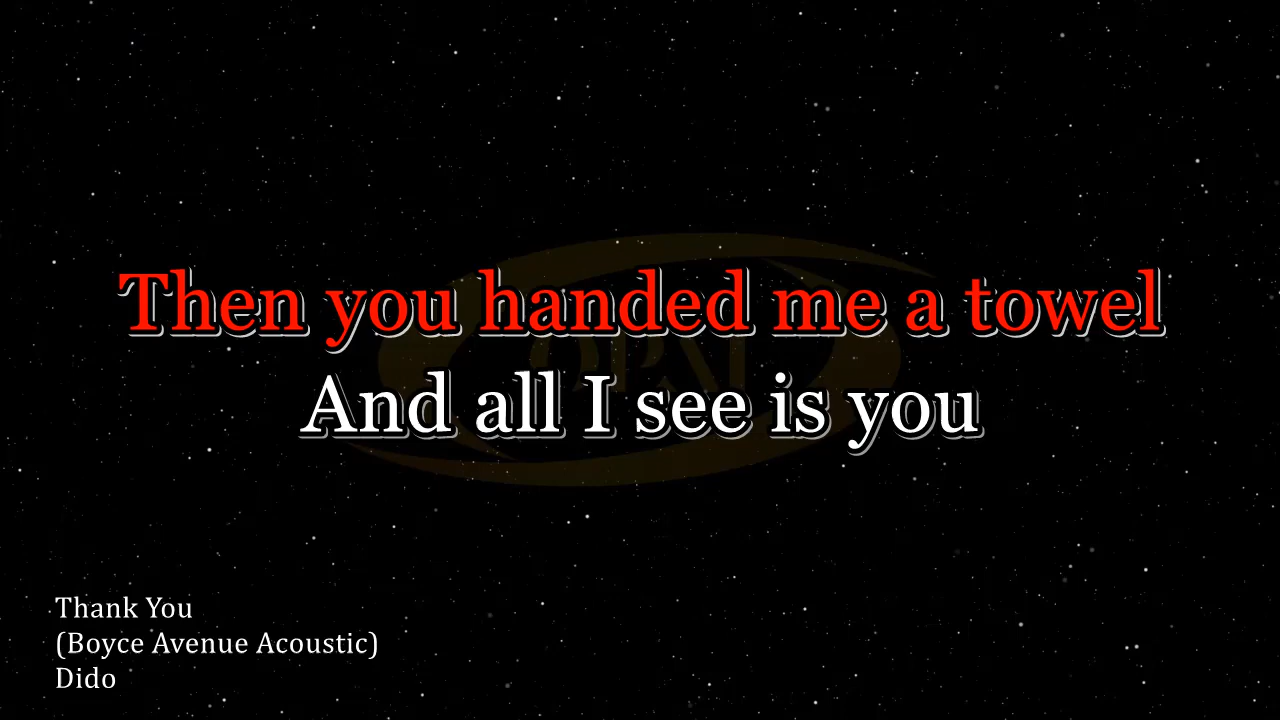 Then you handed me a towel
And all I see is you
Thank You
(Boyce Avenue Acoustic)
Dido